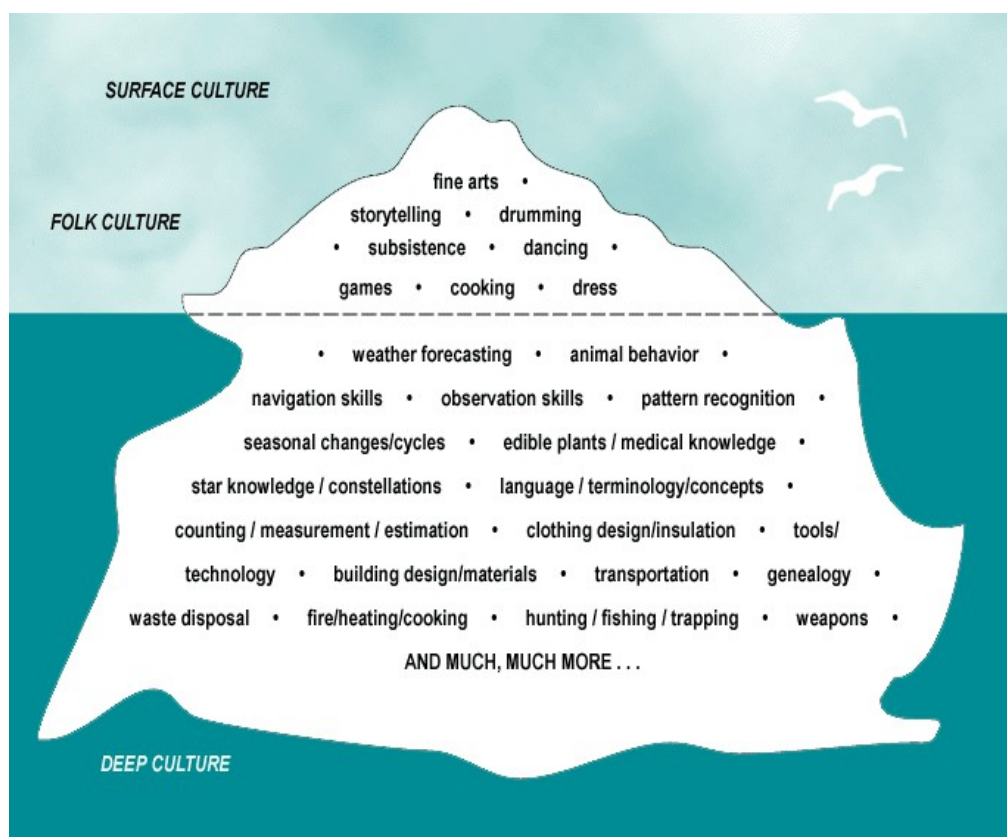 SURFACE CULTURE
fine arts •
FOLK CULTURE
storytelling • drumming
• subsistence • dancing •
games • cooking • dress
• weather forecasting • animal behavior •
navigation skills • observation skills • pattern recognition •
seasonal changes/cycles • edible plants / medical knowledge •
star knowledge / constellations • language / terminology/concepts •
counting / measurement / estimation • clothing design/insulation • tools/
technology • building design/materials • transportation • genealogy •
waste disposal • fire/heating/cooking • hunting / fishing / trapping • weapons •
AND MUCH, MUCH MORE . . .
DEEP CULTURE